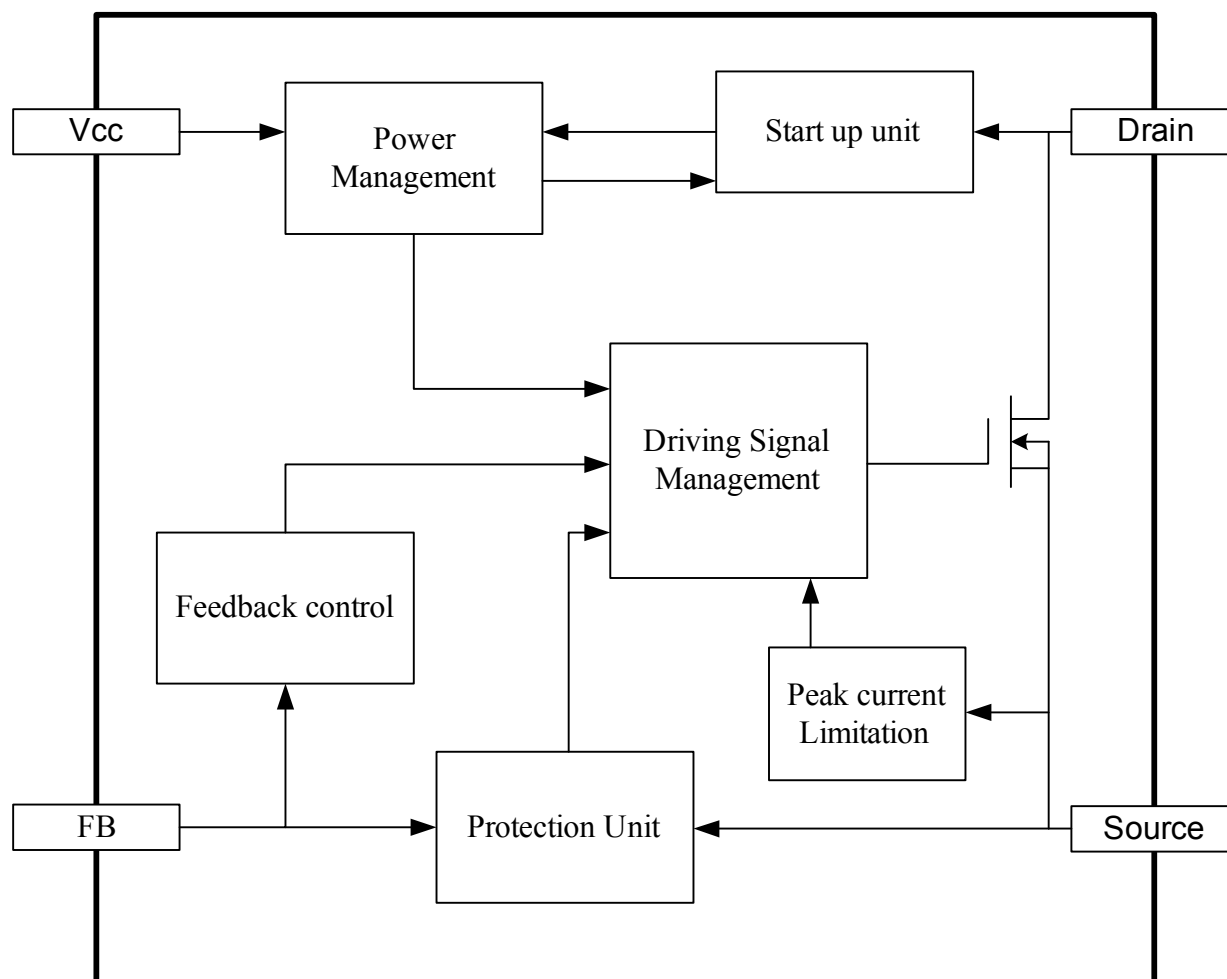 Vcc
Power
Management
Start up unit
Drain
Driving Signal
Management
Feedback control
Peak current
Limitation
FB
Protection Unit
Source